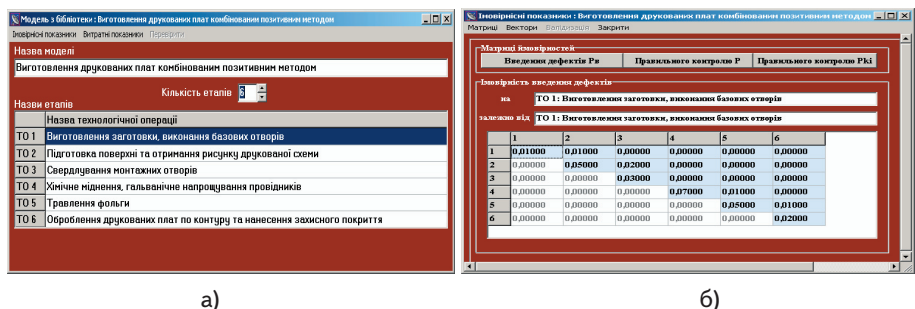 Модель з бібліотеки : Виготовлення друкованих плат комбінованим позитивним методом
Імовірнісні показники Витратні показники Перевірити
Назва моделі
Виготовлення друкованих плат комбінованим позитивним методом
Кількість етапів 6
Назви етапів
Назва технологічної операції
ТО 1 Виготовлення заготовки, виконання базових отворів
ТО 2 Підготовка поверхні та отримання рисунку друкованої схеми
ТО 3 Свердлування монтажних отворів
ТО 4 Хімічне міднення, гальванічне напрощування провідників
ТО 5 Травлення фольги
ТО 6 Оброблення друкованих плат по контуру та нанесення захисного покриття
а)
Імовірнісні показники : Виготовлення друкованих плат комбінованим позитивним методом
Матриці Вектори Валідизація Закрити
Матриці ймовірностей
Введення дефектів Рв Правильного контролю Р Правильного контролю Рkі
Імовірність введення дефектів
на ТО 1: Виготовлення заготовки, виконання базових отворів
залежно від ТО 1: Виготовлення заготовки, виконання базових отворів
1 2 3 4 5 6
1 0,01000 0,01000 0,00000 0,00000 0,00000 0,00000
2 0,00000 0,05000 0,02000 0,00000 0,00000 0,00000
3 0,00000 0,00000 0,03000 0,00000 0,00000 0,00000
4 0,00000 0,00000 0,00000 0,07000 0,01000 0,00000
5 0,00000 0,00000 0,00000 0,00000 0,05000 0,01000
6 0,00000 0,00000 0,00000 0,00000 0,00000 0,02000
б)